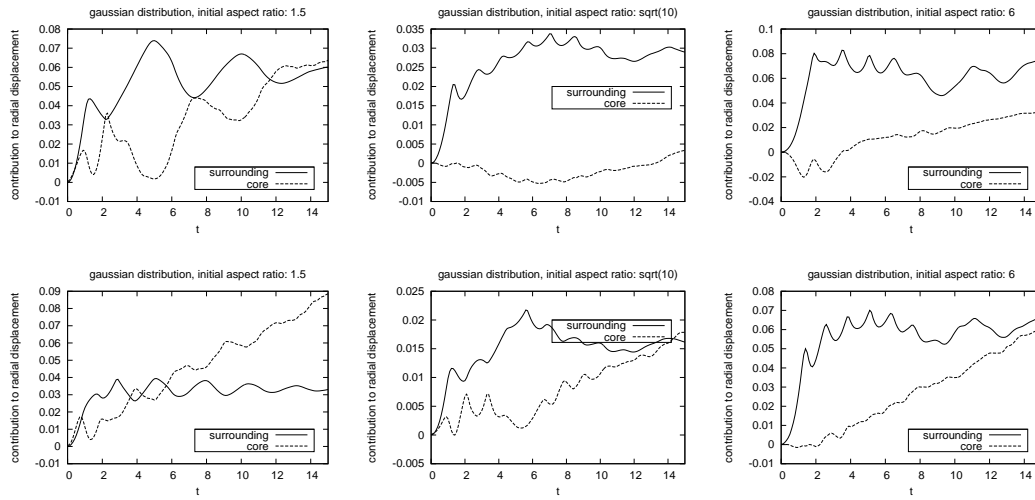 gaussian distribution, initial aspect ratio: 1.5
contribution to radial displacement
0.08
0.07
0.06
0.05
0.04
0.03
0.02
0.01
0
-0.01
surrounding
core
0 2 4 6 8 10 12 14
t
gaussian distribution, initial aspect ratio: sqrt(10)
contribution to radial displacement
0.035
0.03
0.025
0.02
0.015
0.01
0.005
0
-0.005
-0.01
surrounding
core
0 2 4 6 8 10 12 14
t
gaussian distribution, initial aspect ratio: 6
contribution to radial displacement
0.1
0.08
0.06
0.04
0.02
0
-0.02
-0.04
surrounding
core
0 2 4 6 8 10 12 14
t
gaussian distribution, initial aspect ratio: 1.5
contribution to radial displacement
0.09
0.08
0.07
0.06
0.05
0.04
0.03
0.02
0.01
0
-0.01
surrounding
core
0 2 4 6 8 10 12 14
t
gaussian distribution, initial aspect ratio: sqrt(10)
contribution to radial displacement
0.025
0.02
0.015
0.01
0.005
0
-0.005
surrounding
core
0 2 4 6 8 10 12 14
t
gaussian distribution, initial aspect ratio: 6
contribution to radial displacement
0.08
0.07
0.06
0.05
0.04
0.03
0.02
0.01
0
-0.01
surrounding
core
0 2 4 6 8 10 12 14
t